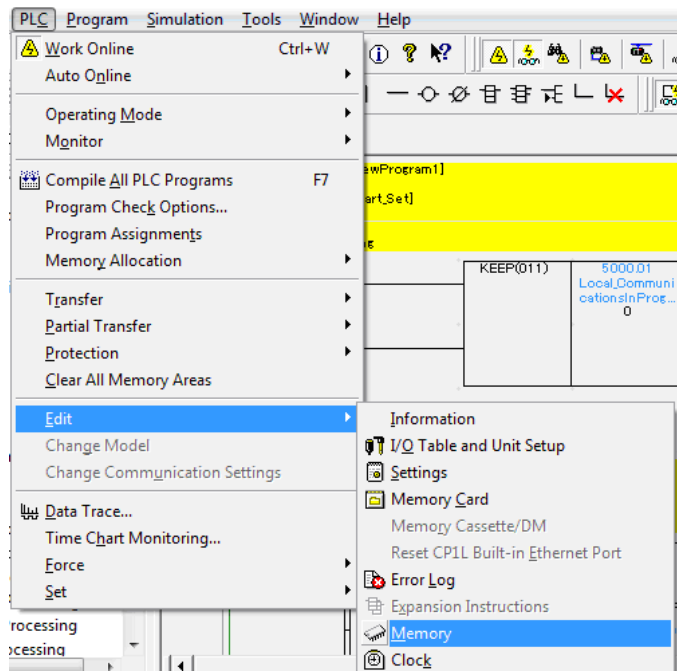 PLC Program Simulation Tools Window Help
Work Online Ctrl+W
Auto Online
Operating Mode
Monitor
Compile All PLC Programs F7
Program Check Options...
Program Assignments
Memory Allocation
Transfer
Partial Transfer
Protection
Clear All Memory Areas
Edit
Change Model
Change Communication Settings
Data Trace...
Time Chart Monitoring...
Force
Set
ewProgram1]
art_Set]
KEEP(011)
5000.01
Local_Communi
cationsInProg...
0
Information
I/O Table and Unit Setup
Settings
Memory Card
Memory Cassette/DM
Reset CP1L Built-in Ethernet Port
Error Log
Expansion Instructions
Memory
Clock
rocessing
ocessing